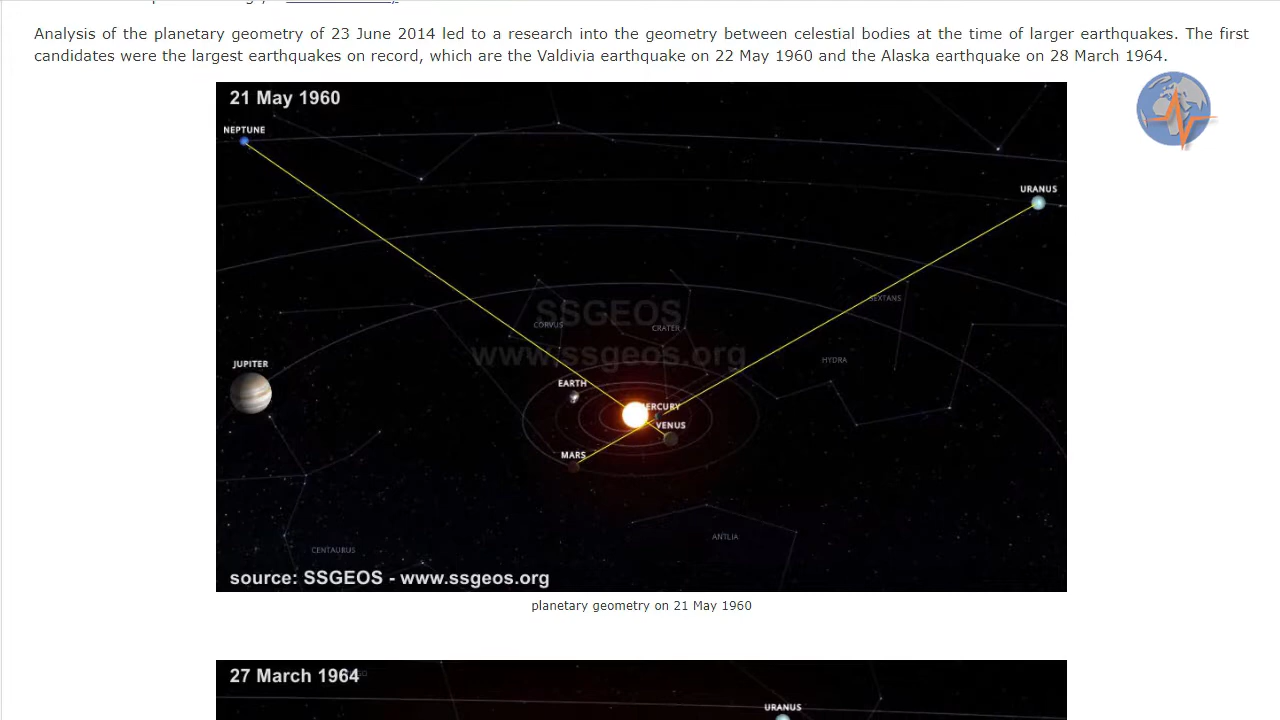 Analysis of the planetary geometry of 23 June 2014 led to a research into the geometry between celestial bodies at the time of larger earthquakes. The first
candidates were the largest earthquakes on record, which are the Valdivia earthquake on 22 May 1960 and the Alaska earthquake on 28 March 1964.
21 May 1960
NEPTUNE
URANUS
SEXTANS
SSGEOS
CORVUS
CRATER
www.ssgeos.org
HYDRA
JUPITER
EARTH
MERCURY
VENUS
MARS
ANTLIA
CENTAURUS
source: SSGEOS - www.ssgeos.org
planetary geometry on 21 May 1960
27 March 1964
URANUS